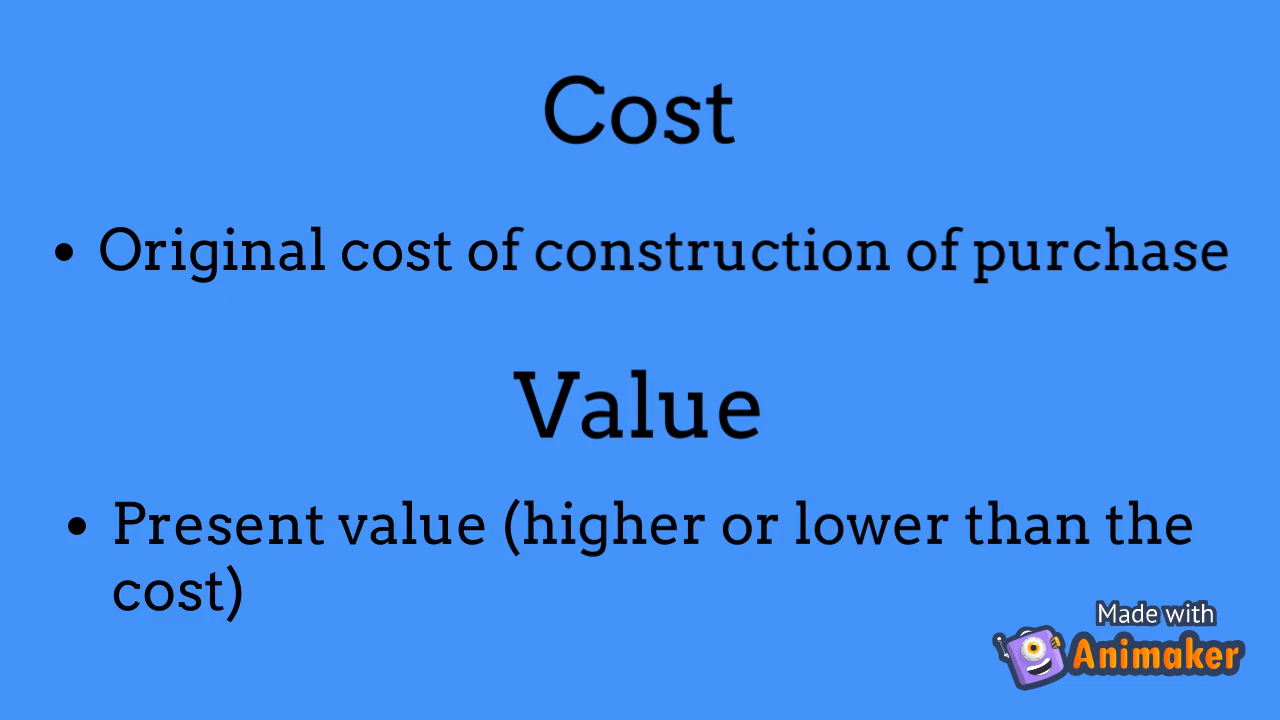 Cost
• Original cost of construction of purchase
Value
• Present value (higher or lower than the
cost)
Made with
Animaker